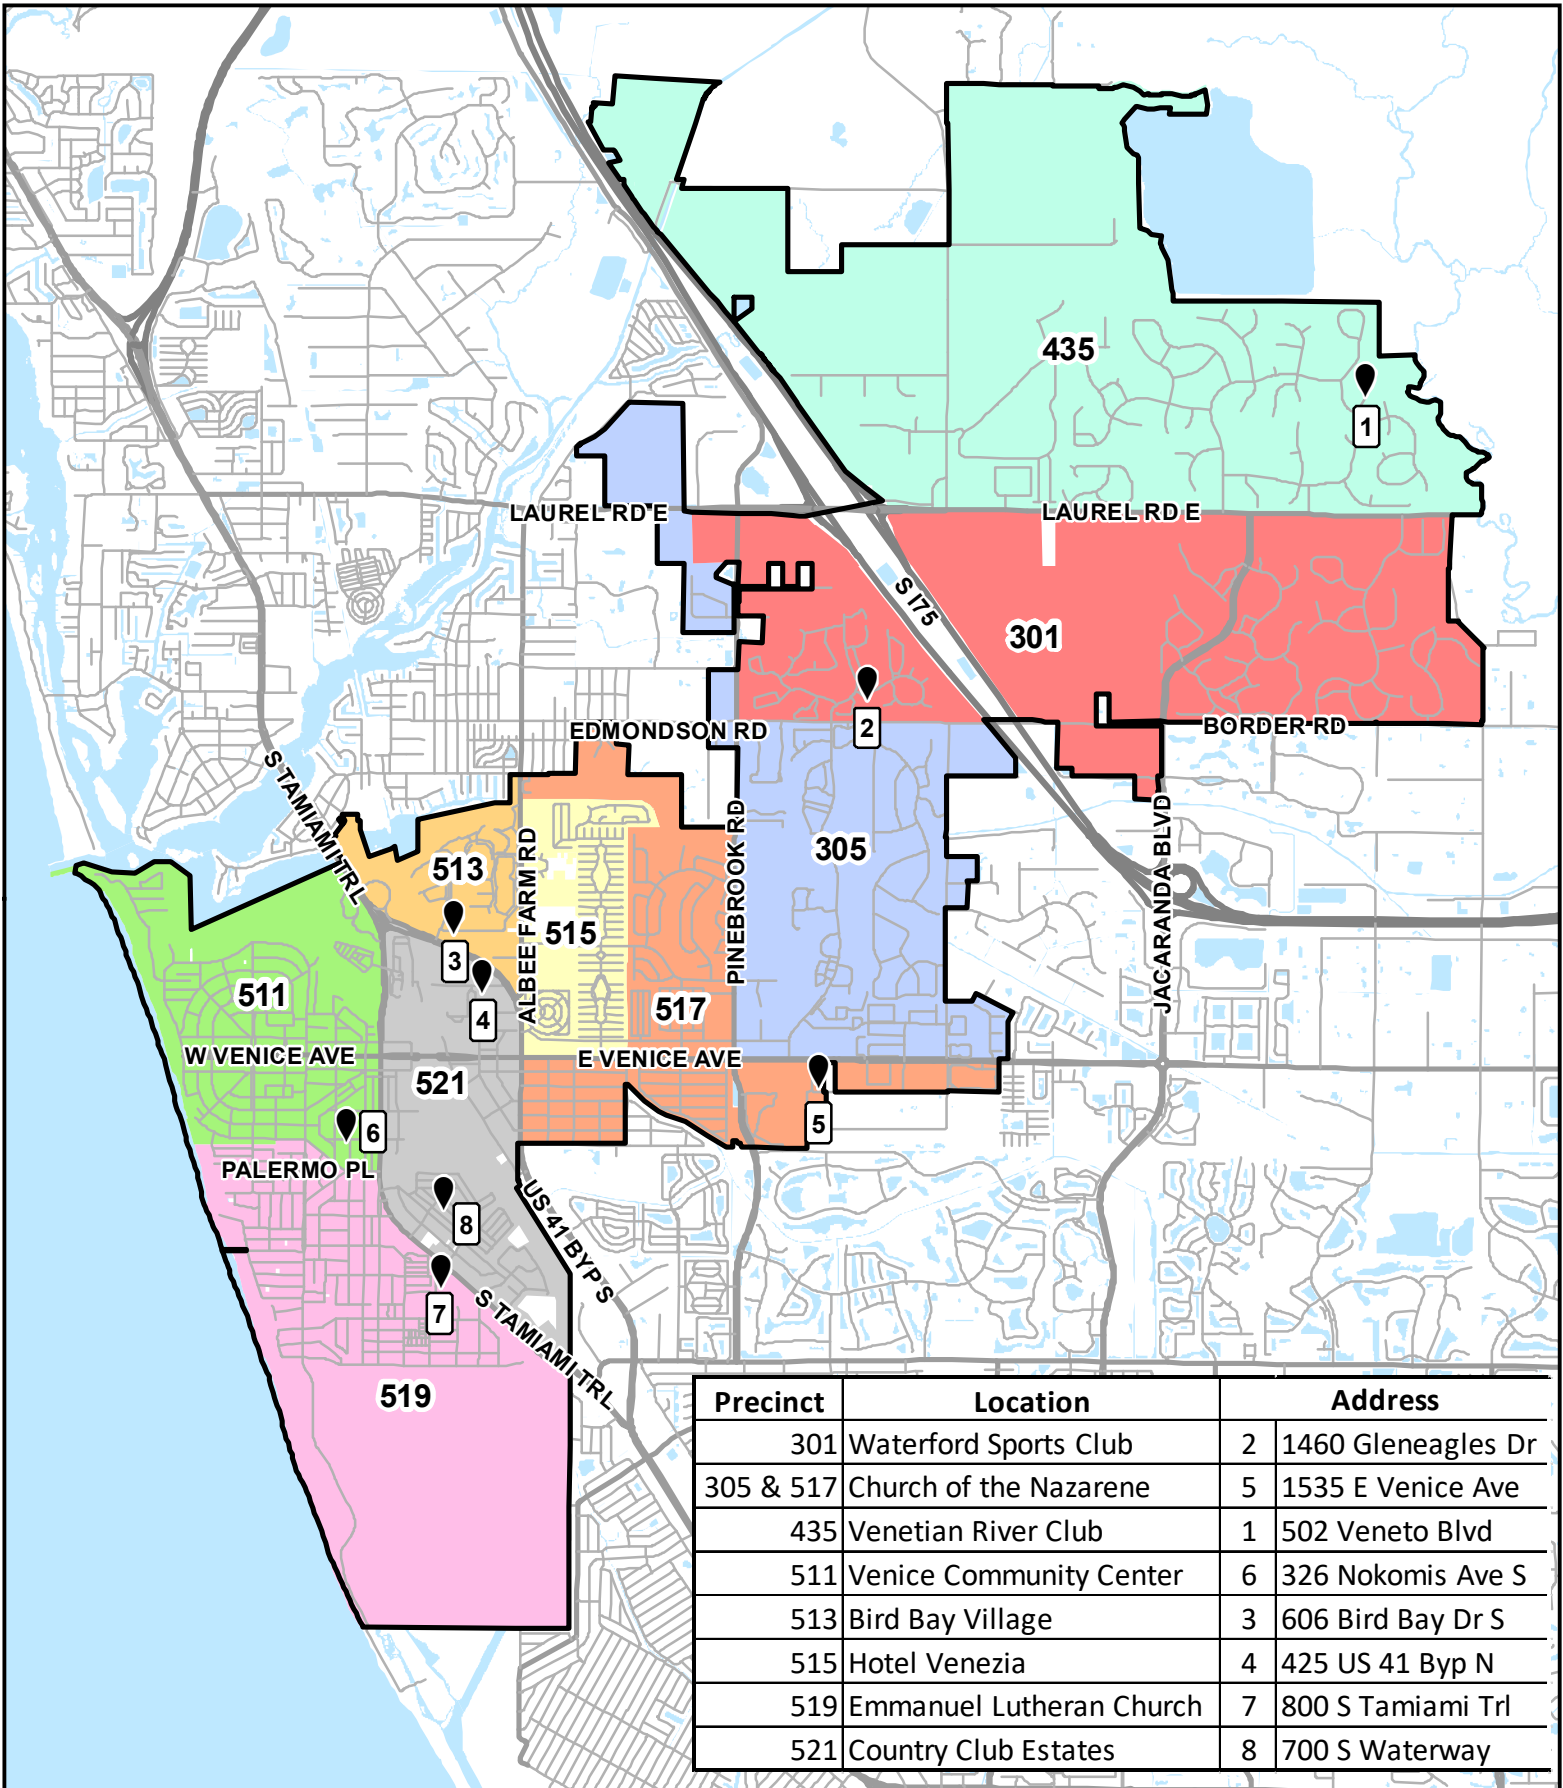 435
1
LAUREL RD E
LAUREL RD E
S I75
301
2
EDMONDSON RD
BORDER RD
S TAMIAMI TRL
PINEBROOK RD
JACARANDA BLVD
305
513
ALBEE FARM RD
515
3
4
511
517
W VENICE AVE
E VENICE AVE
521
5
6
PALERMO PL
8
US 41 BYP S
7
S TAMIAMI TRL
519
Precinct Location Address
301 Waterford Sports Club 2 1460 Gleneagles Dr
305 & 517 Church of the Nazarene 5 1535 E Venice Ave
435 Venetian River Club 1 502 Veneto Blvd
511 Venice Community Center 6 326 Nokomis Ave S
513 Bird Bay Village 3 606 Bird Bay Dr S
515 Hotel Venezia 4 425 US 41 Byp N
519 Emmanuel Lutheran Church 7 800 S Tamiami Trl
521 Country Club Estates 8 700 S Waterway